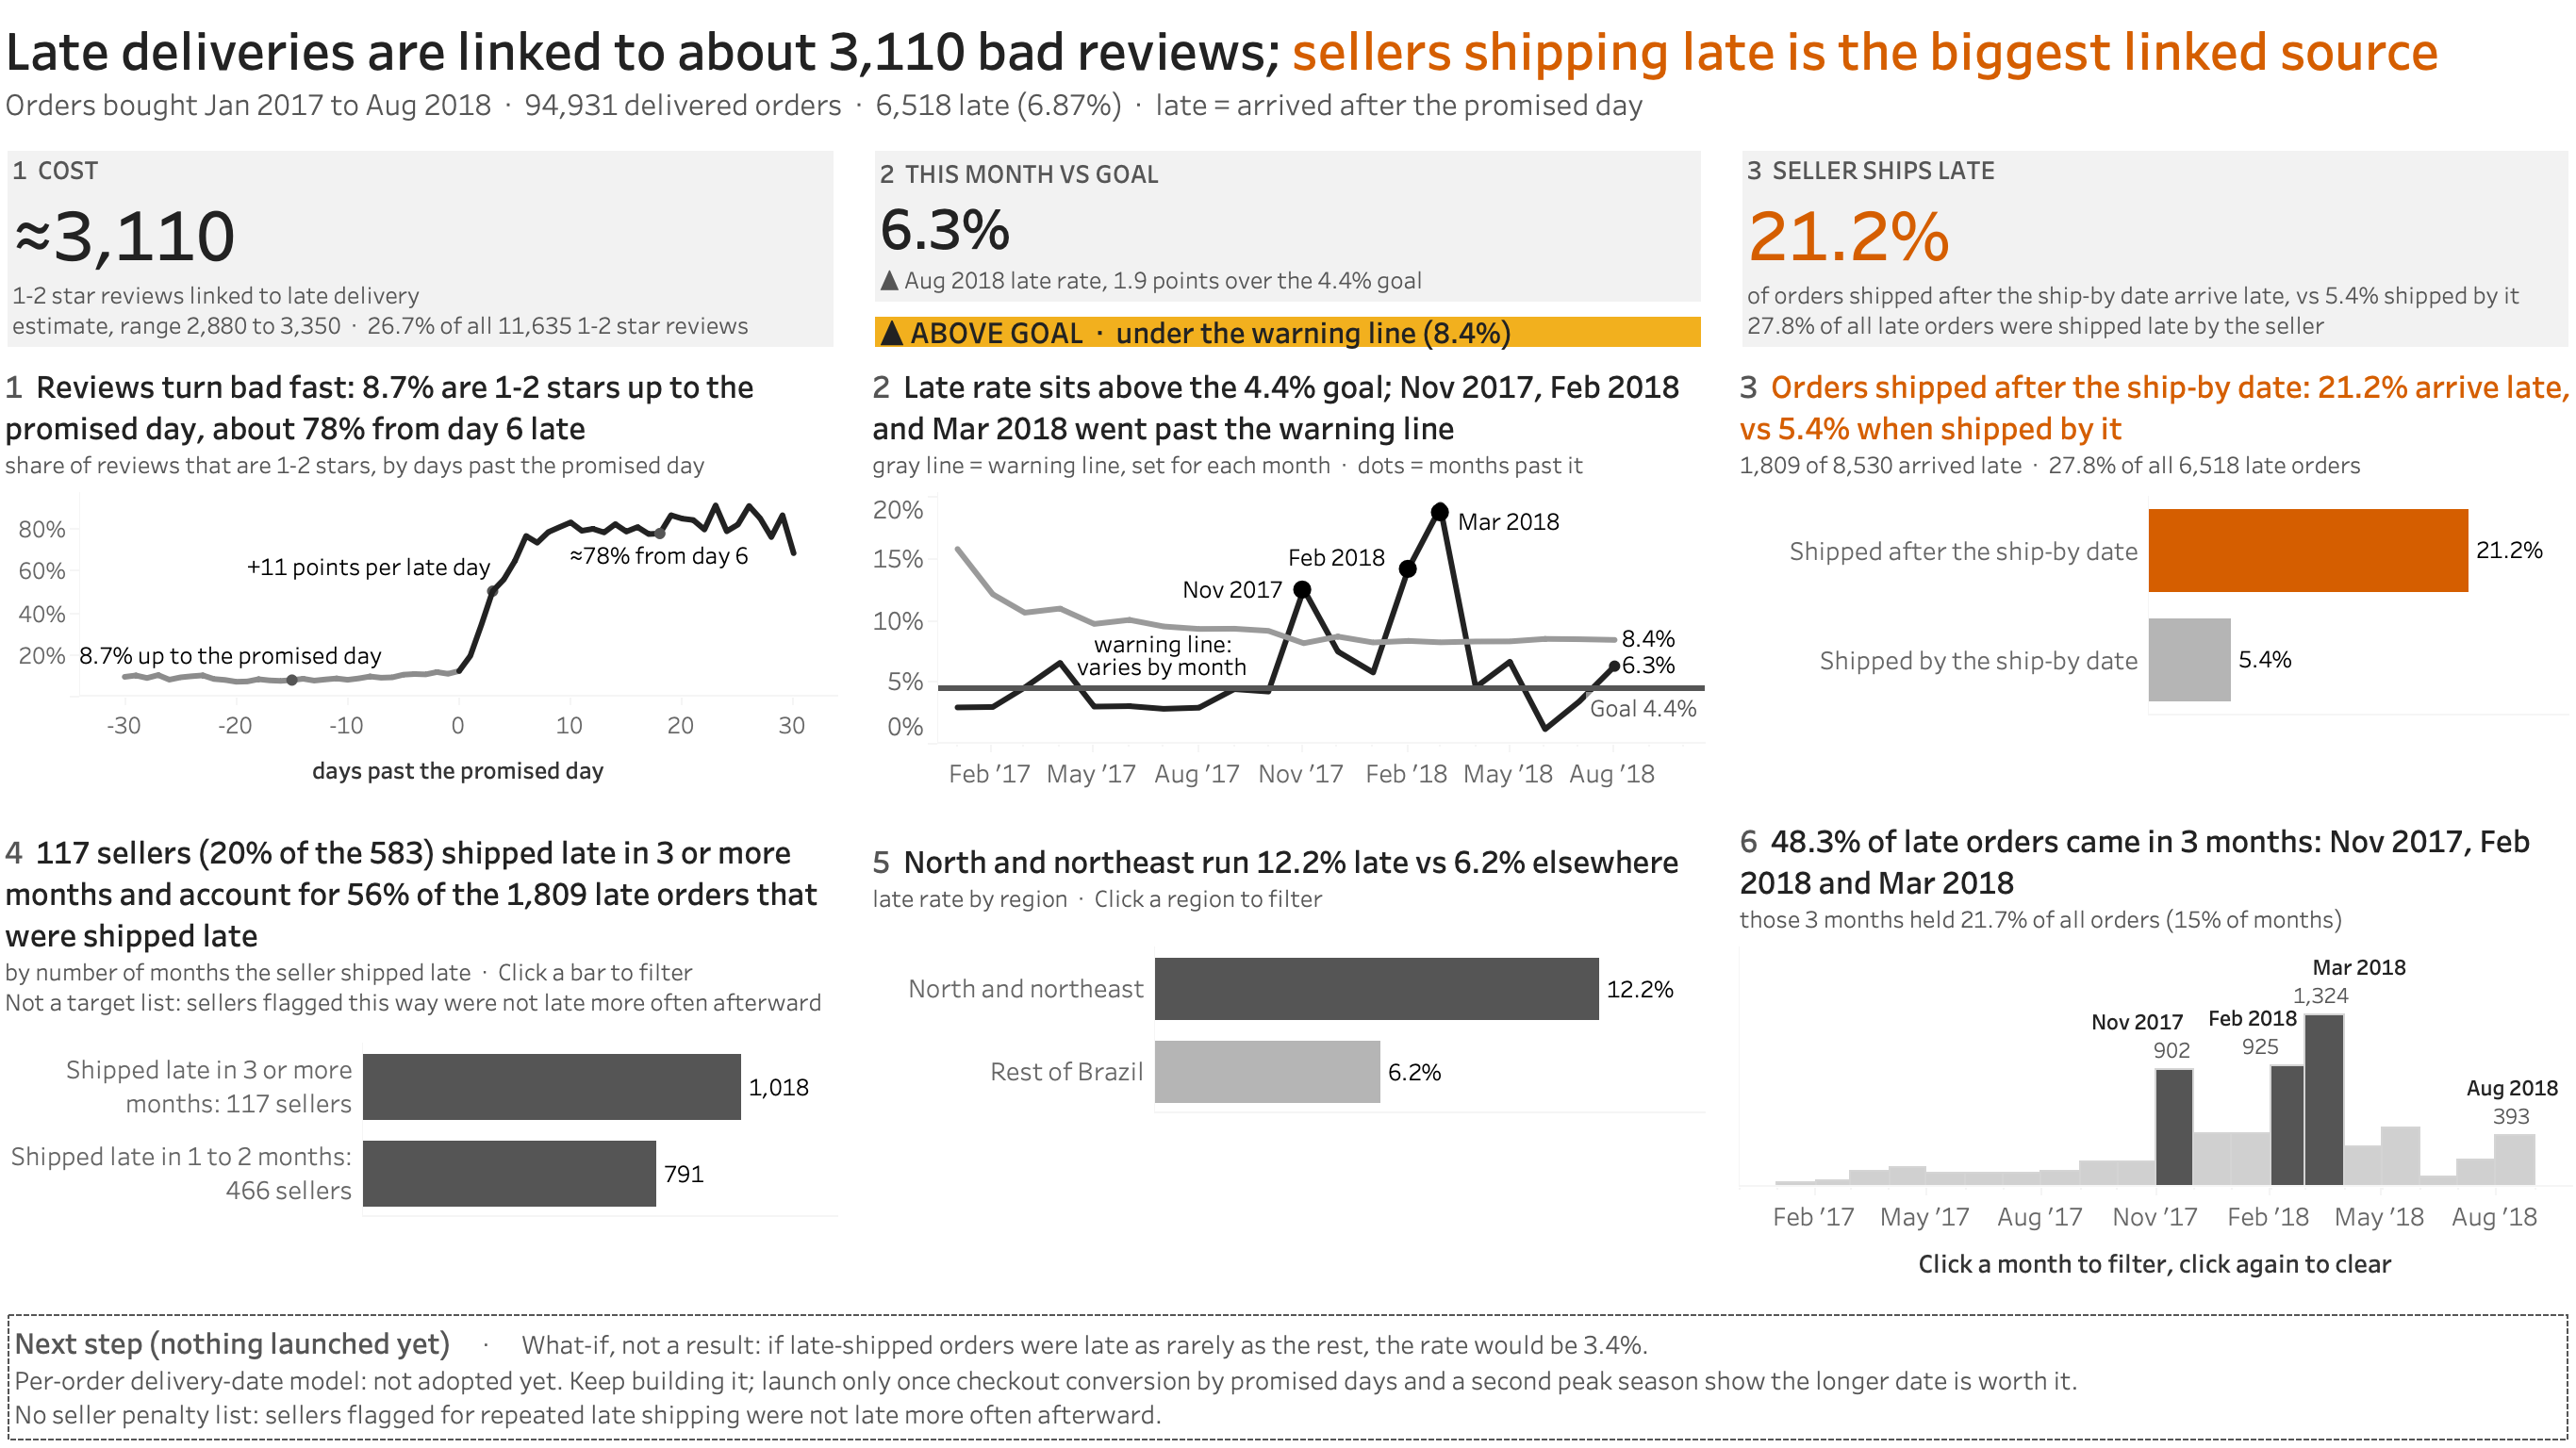 Late deliveries are linked to about 3,110 bad reviews; sellers shipping late is the biggest linked source
Orders bought Jan 2017 to Aug 2018 · 94,931 delivered orders · 6,518 late (6.87%) · late = arrived after the promised day
1 COST
≈3,110
1-2 star reviews linked to late delivery
estimate, range 2,880 to 3,350 · 26.7% of all 11,635 1-2 star reviews
2 THIS MONTH VS GOAL
6.3%
▲ Aug 2018 late rate, 1.9 points over the 4.4% goal
▲ ABOVE GOAL · under the warning line (8.4%)
3 SELLER SHIPS LATE
21.2%
of orders shipped after the ship-by date arrive late, vs 5.4% shipped by it
27.8% of all late orders were shipped late by the seller
1 Reviews turn bad fast: 8.7% are 1-2 stars up to the
promised day, about 78% from day 6 late
share of reviews that are 1-2 stars, by days past the promised day
80%
60%
40%
20%
+11 points per late day
≈78% from day 6
8.7% up to the promised day
-30
-20
-10
0
10
20
30
days past the promised day
2 Late rate sits above the 4.4% goal; Nov 2017, Feb 2018
and Mar 2018 went past the warning line
gray line = warning line, set for each month · dots = months past it
20%
15%
10%
5%
0%
Mar 2018
Feb 2018
Nov 2017
warning line:
varies by month
8.4%
6.3%
Goal 4.4%
Feb '17
May '17
Aug '17
Nov '17
Feb '18
May '18
Aug '18
3 Orders shipped after the ship-by date: 21.2% arrive late,
vs 5.4% when shipped by it
1,809 of 8,530 arrived late · 27.8% of all 6,518 late orders
Shipped after the ship-by date
21.2%
Shipped by the ship-by date
5.4%
4 117 sellers (20% of the 583) shipped late in 3 or more
months and account for 56% of the 1,809 late orders that
were shipped late
by number of months the seller shipped late · Click a bar to filter
Not a target list: sellers flagged this way were not late more often afterward
Shipped late in 3 or more
months: 117 sellers
1,018
Shipped late in 1 to 2 months:
466 sellers
791
5 North and northeast run 12.2% late vs 6.2% elsewhere
late rate by region · Click a region to filter
North and northeast
12.2%
Rest of Brazil
6.2%
6 48.3% of late orders came in 3 months: Nov 2017, Feb
2018 and Mar 2018
those 3 months held 21.7% of all orders (15% of months)
Mar 2018
1,324
Nov 2017
902
Feb 2018
925
Aug 2018
393
Feb '17
May '17
Aug '17
Nov '17
Feb '18
May '18
Aug '18
Click a month to filter, click again to clear
Next step (nothing launched yet) · What-if, not a result: if late-shipped orders were late as rarely as the rest, the rate would be 3.4%.
Per-order delivery-date model: not adopted yet. Keep building it; launch only once checkout conversion by promised days and a second peak season show the longer date is worth it.
No seller penalty list: sellers flagged for repeated late shipping were not late more often afterward.